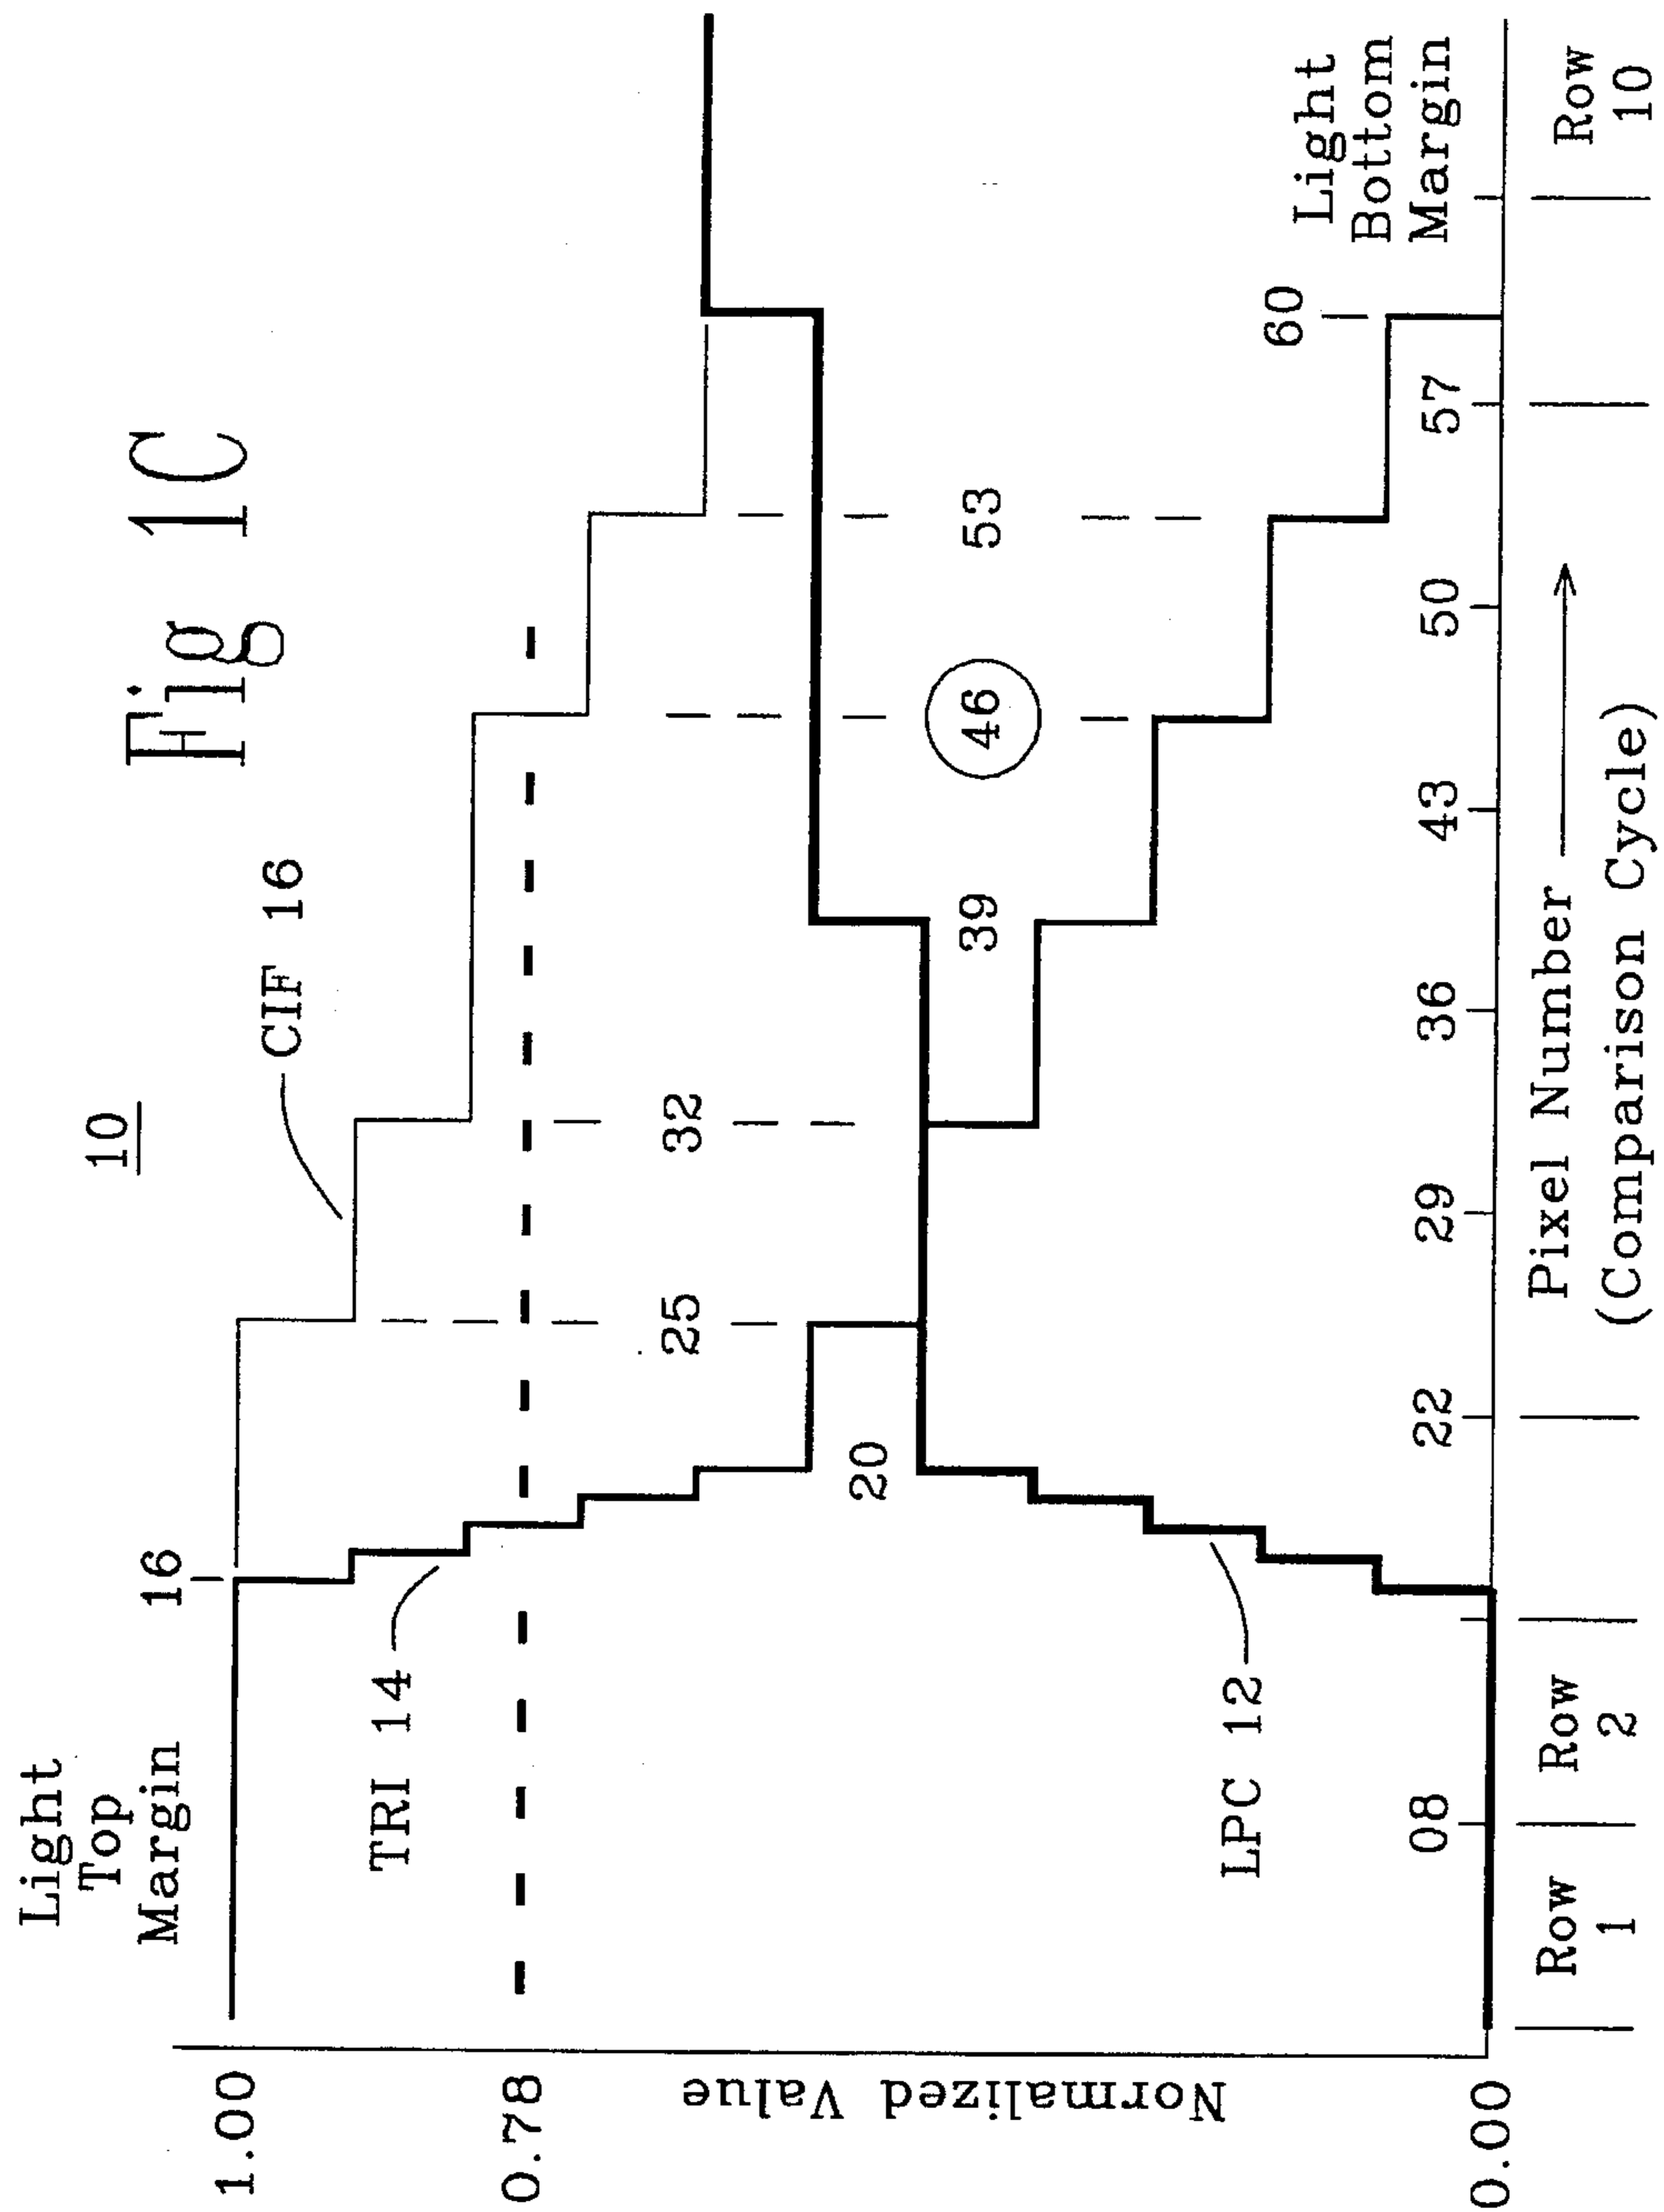 Fig 1C
10
Light
Top
Margin
16
CIF 16
1.00
TRI 14
0.78
Normalized Value
25
32
20
39
46
53
60
Light
Bottom
Margin
LPC 12
0.00
08
22
29
36
43
50
57
Row
1
Row
2
Pixel Number
(Comparison Cycle)
Row
10